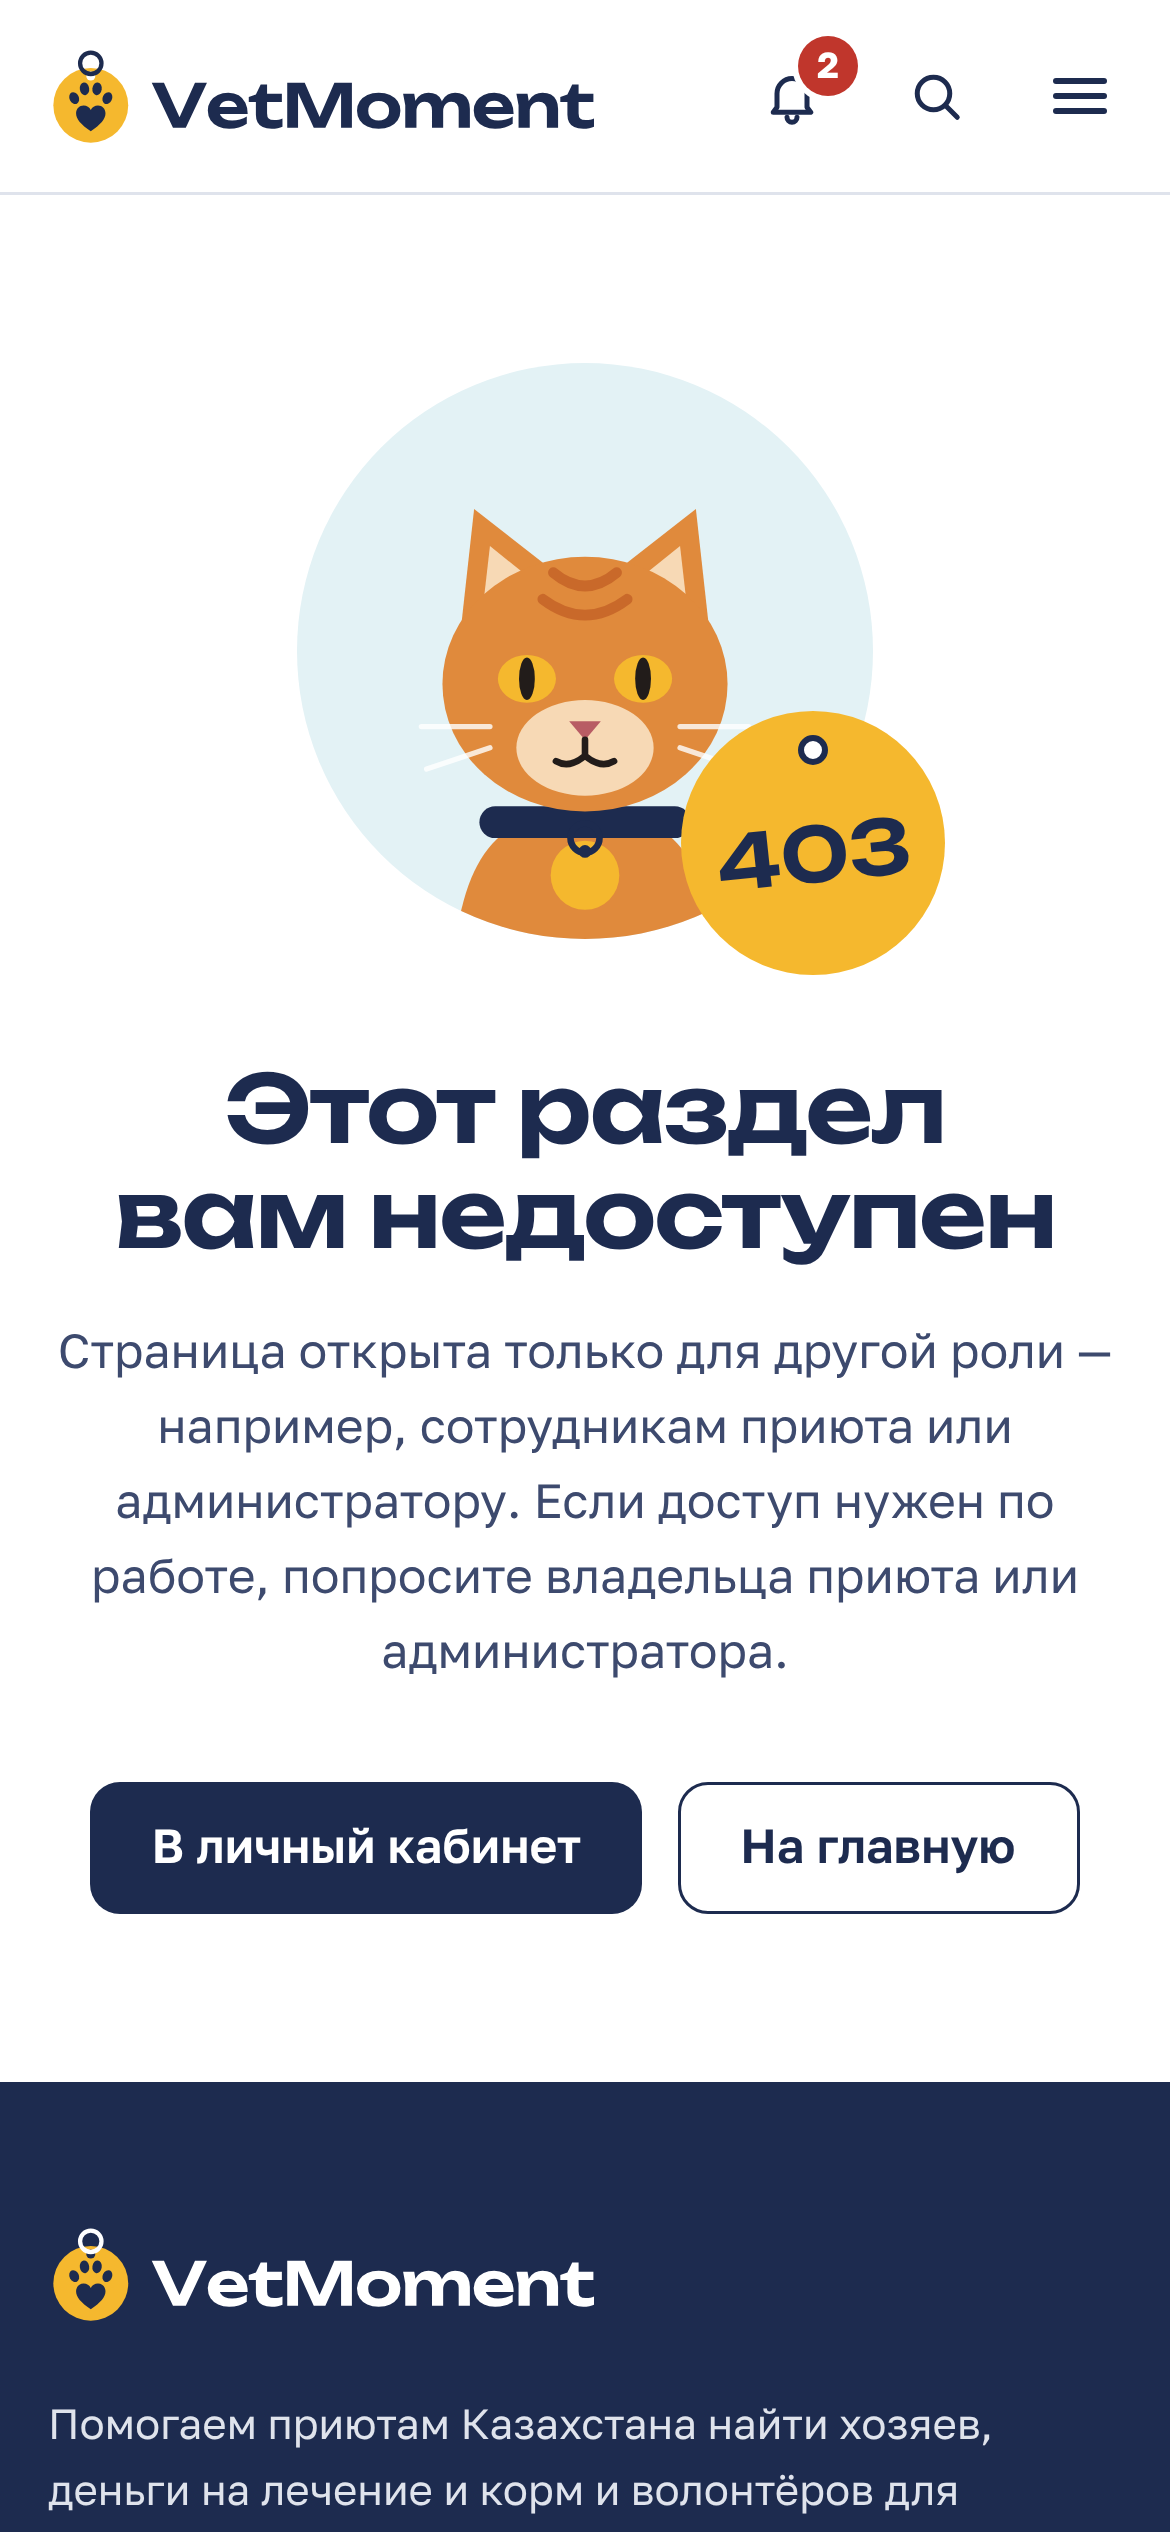 VetMoment
2
403
Этот раздел
вам недоступен
Страница открыта только для другой роли —
например, сотрудникам приюта или
администратору. Если доступ нужен по
работе, попросите владельца приюта или
администратора.
В личный кабинет
На главную
VetMoment
Помогаем приютам Казахстана найти хозяев,
деньги на лечение и корм и волонтёров для